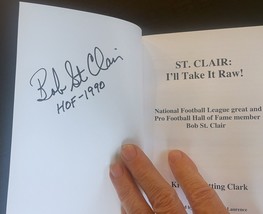 Bob St Clair
HOF-1990
ST. CLAIR:
I'll Take It Raw!
National Football League great and
Pro Football Hall of Fame member
Bob St. Clair
Clark